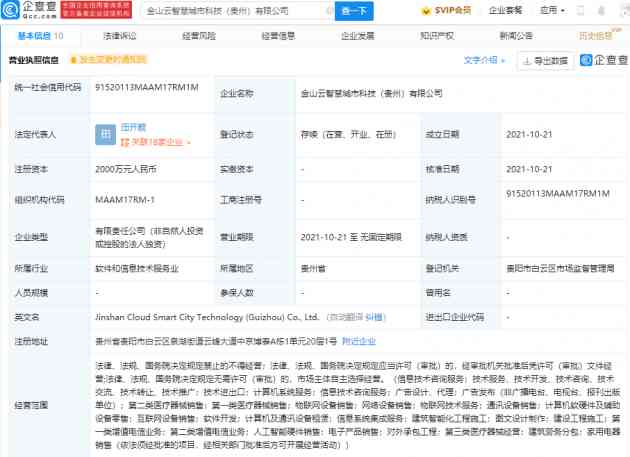 企查查
Qcc.com
全国企业信用查询系统
官方备案企业征信机构
金山云智慧城市科技（贵州）有限公司
查一下
SVIP会员
企业套餐
应用
基本信息 10
法律诉讼
经营风险
经营信息
企业发展
知识产权
新闻公告
历史信息
VIP
营业执照信息
发生变更时通知我
文字介绍
导出数据
企查查
统一社会信用代码
91520113MAAM17RM1M
企业名称
金山云智慧城市科技（贵州）有限公司
法定代表人
田
田开颜
关联18家企业 >
登记状态
存续（在营、开业、在册）
成立日期
2021-10-21
注册资本
2000万元人民币
实缴资本
-
核准日期
2021-10-21
组织机构代码
MAAM17RM-1
工商注册号
-
纳税人识别号
91520113MAAM17RM1M
企业类型
有限责任公司（非自然人投资
或控股的法人独资）
营业期限
2021-10-21 至 无固定期限
纳税人资质
-
所属行业
软件和信息技术服务业
所属地区
贵州省
登记机关
贵阳市白云区市场监督管理局
人员规模
-
参保人数
-
曾用名
-
英文名
Jinshan Cloud Smart City Technology (Guizhou) Co., Ltd.（自动翻译 纠错）
进出口企业代码
-
注册地址
贵州省贵阳市白云区泉湖街道云峰大道中京博泰A栋1单元20层1号 附近企业
经营范围
法律、法规、国务院决定规定禁止的不得经营；法律、法规、国务院决定规定应当许可（审批）的，经审批机关批准后凭许可（审批）文件经
营;法律、法规、国务院决定规定无需许可（审批）的，市场主体自主选择经营。（信息技术咨询服务；技术服务、技术开发、技术咨询、技术
交流、技术转让、技术推广；技术进出口；计算机系统服务；信息技术咨询服务；广告设计、代理；广告发布（非广播电台、电视台、报刊出版
单位）；第二类医疗器械销售；第一类医疗器械销售；物联网设备销售；网络设备销售；物联网技术服务；通讯设备销售；计算机软硬件及辅助
设备零售；互联网设备销售；软件开发；计算机及通讯设备租赁；信息系统集成服务；建筑智能化工程施工；图文设计制作；建设工程施工；第
一类增值电信业务；第二类增值电信业务；人工智能硬件销售；电子产品销售；对外承包工程；第三类医疗器械经营；建筑劳务分包；家用电器
销售（依法须经批准的项目，经相关部门批准后方可开展经营活动））